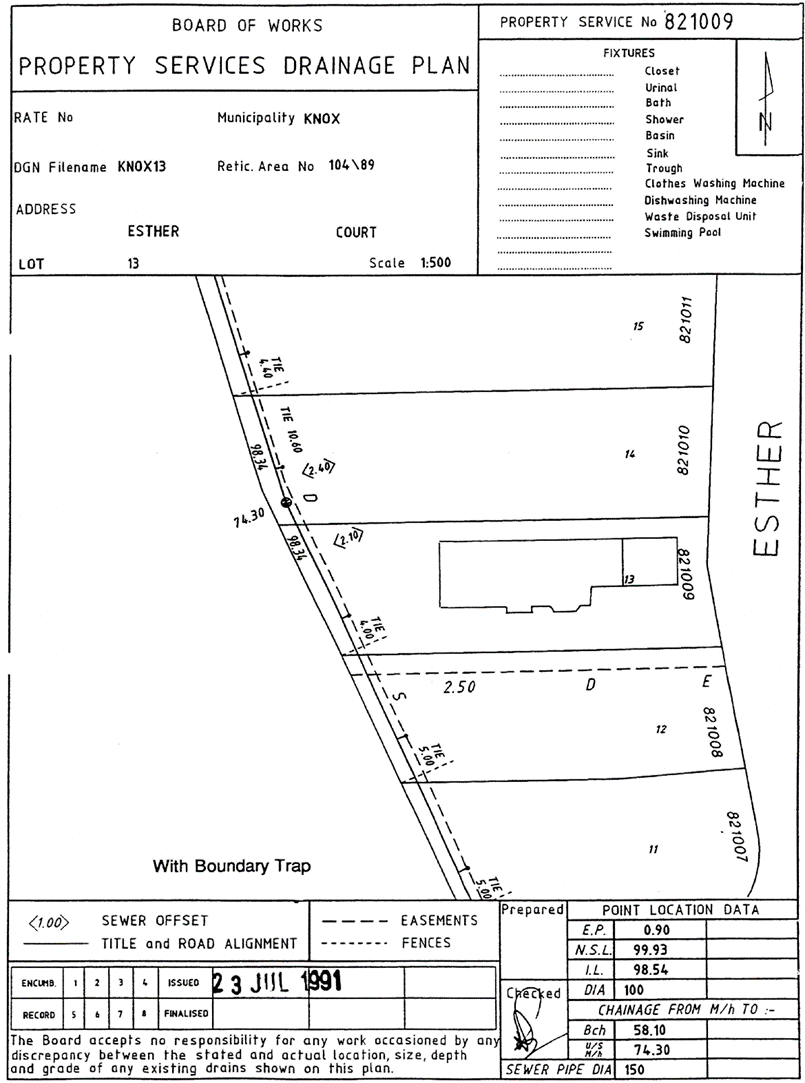 BOARD OF WORKS
PROPERTY SERVICES DRAINAGE PLAN
PROPERTY SERVICE No 821009
RATE No
Municipality KNOX
DGN Filename KNOX13
Retic. Area No 104\89
ADDRESS
ESTHER COURT
LOT 13
Scale 1:500
FIXTURES
Closet
Urinal
Bath
Shower
Basin
Sink
Trough
Clothes Washing Machine
Dishwashing Machine
Waste Disposal Unit
Swimming Pool
N
15
821011
TIE 4.40
TIE 10.60
98.34
<2.40>
D
14
821010
ESTHER
74.30
98.34
<2.10>
13
821009
TIE 4.00
S
2.50 D E
12
821008
TIE 5.00
11
821007
TIE 5.00
With Boundary Trap
<1.00> SEWER OFFSET
TITLE and ROAD ALIGNMENT
EASEMENTS
FENCES
ENCUMB. 1 2 3 4 ISSUED 23 JUL 1991
RECORD 5 6 7 8 FINALISED
The Board accepts no responsibility for any work occasioned by any
discrepancy between the stated and actual location, size, depth
and grade of any existing drains shown on this plan.
Prepared
Checked
POINT LOCATION DATA
E.P. 0.90
N.S.L. 99.93
I.L. 98.54
DIA 100
CHAINAGE FROM M/h TO :-
Bch 58.10
U/S M/h 74.30
SEWER PIPE DIA 150